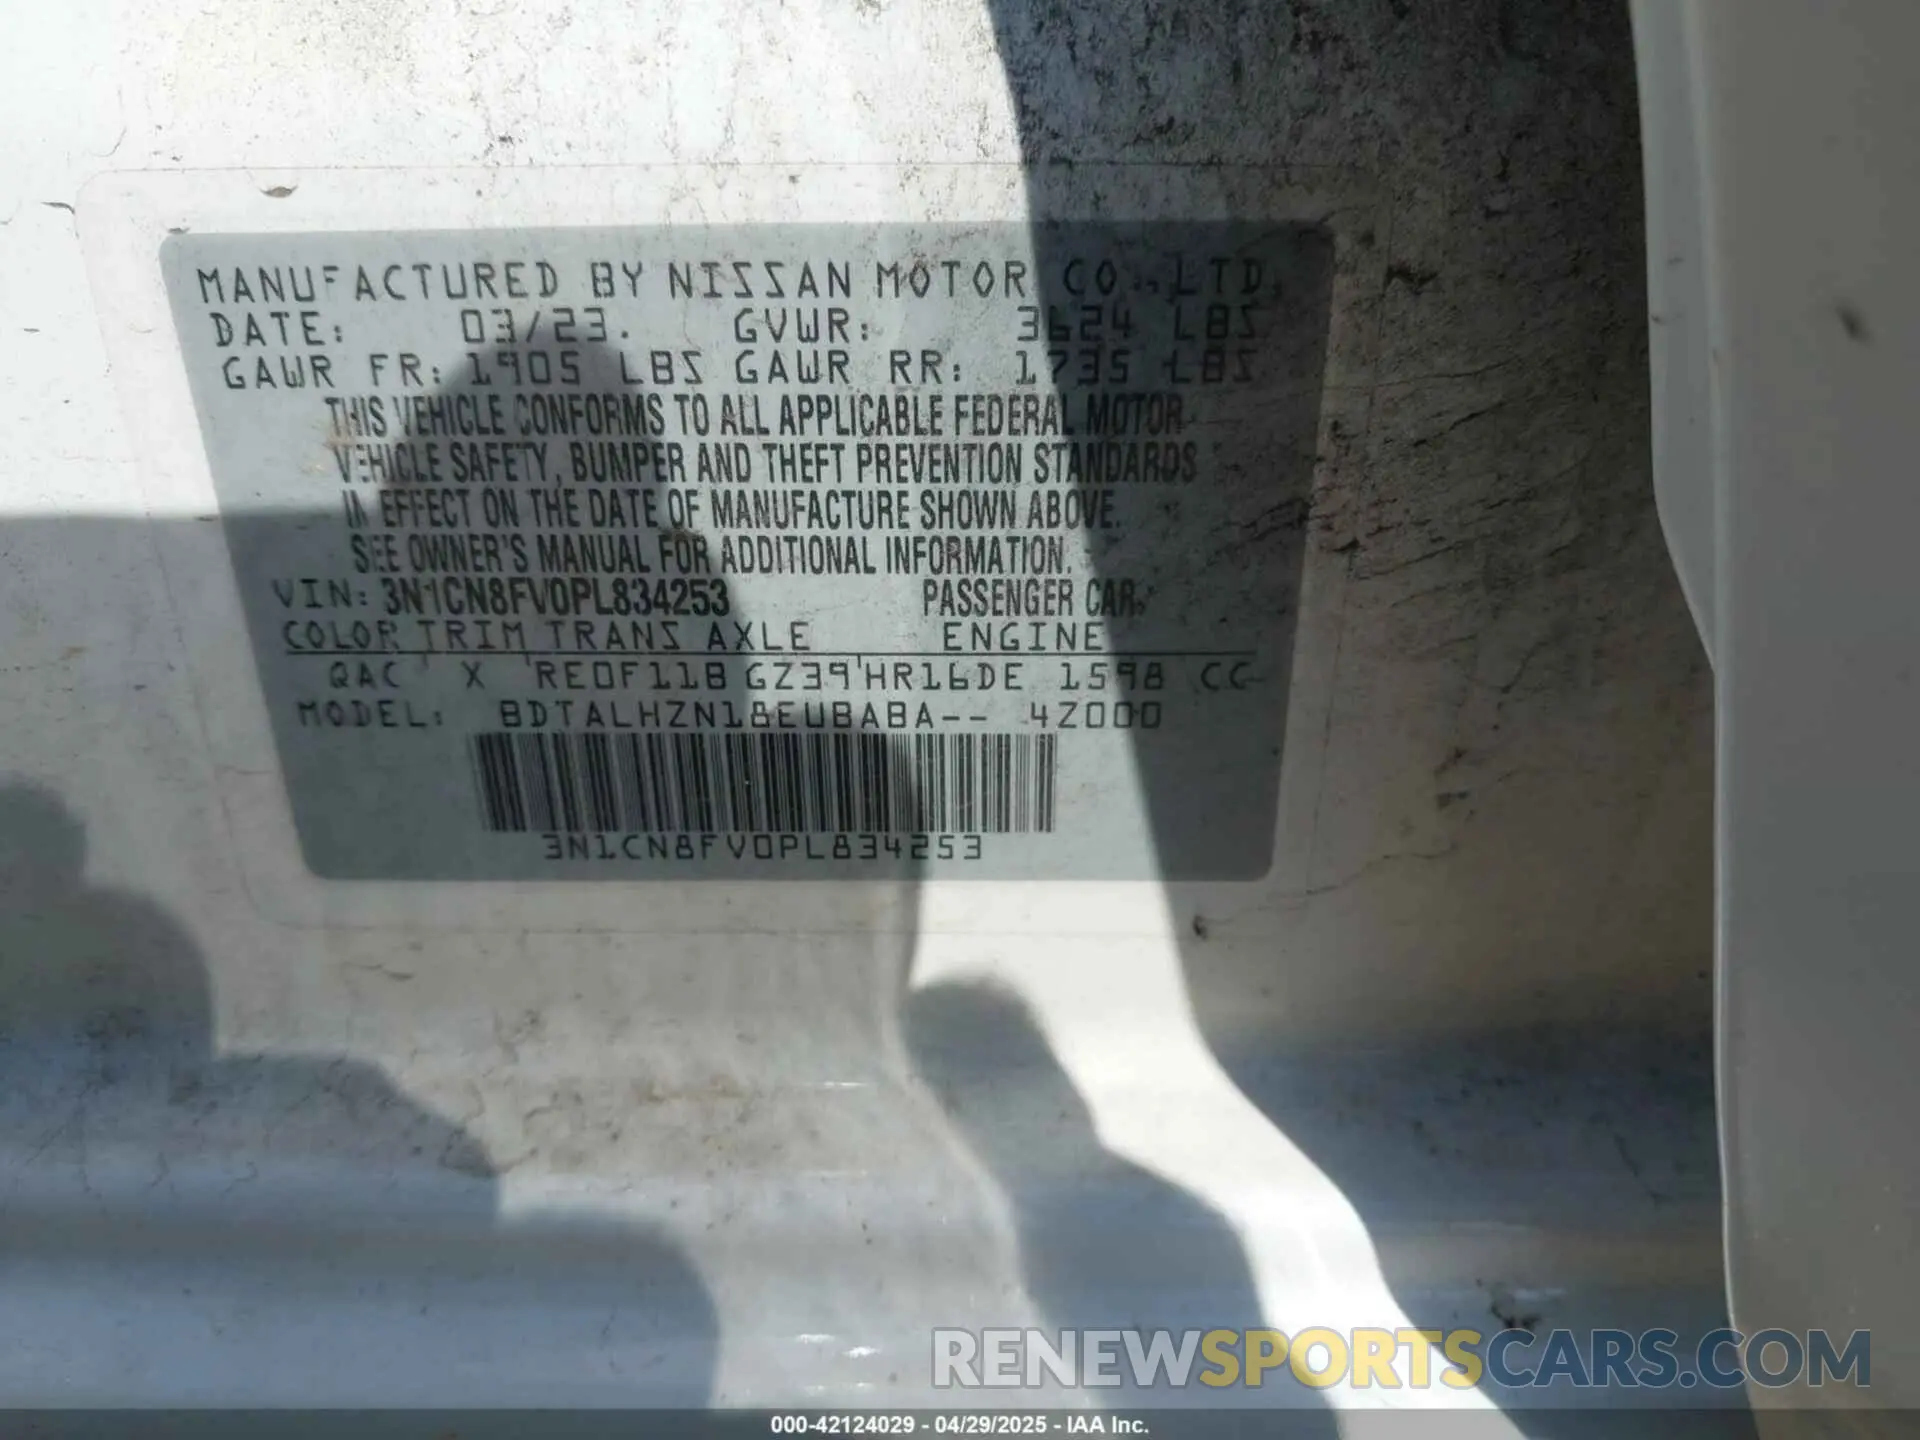 MANUFACTURED BY NISSAN MOTOR CO., LTD.
DATE: 03/23. GVWR: 3624 LBS
GAWR FR: 1905 LBS GAWR RR: 1735 LBS
THIS VEHICLE CONFORMS TO ALL APPLICABLE FEDERAL MOTOR
VEHICLE SAFETY, BUMPER AND THEFT PREVENTION STANDARDS
IN EFFECT ON THE DATE OF MANUFACTURE SHOWN ABOVE.
SEE OWNER'S MANUAL FOR ADDITIONAL INFORMATION.
VIN: 3N1CN8FV0PL834253 PASSENGER CAR
COLOR TRIM TRANS AXLE ENGINE
QAC X RE0F11B GZ39 HR16DE 1598 CC
MODEL: BDTALHZN18EUBABA-- 4Z000
3N1CN8FV0PL834253
RENEWSPORTSCARS.COM
000-42124029 - 04/29/2025 - IAA Inc.